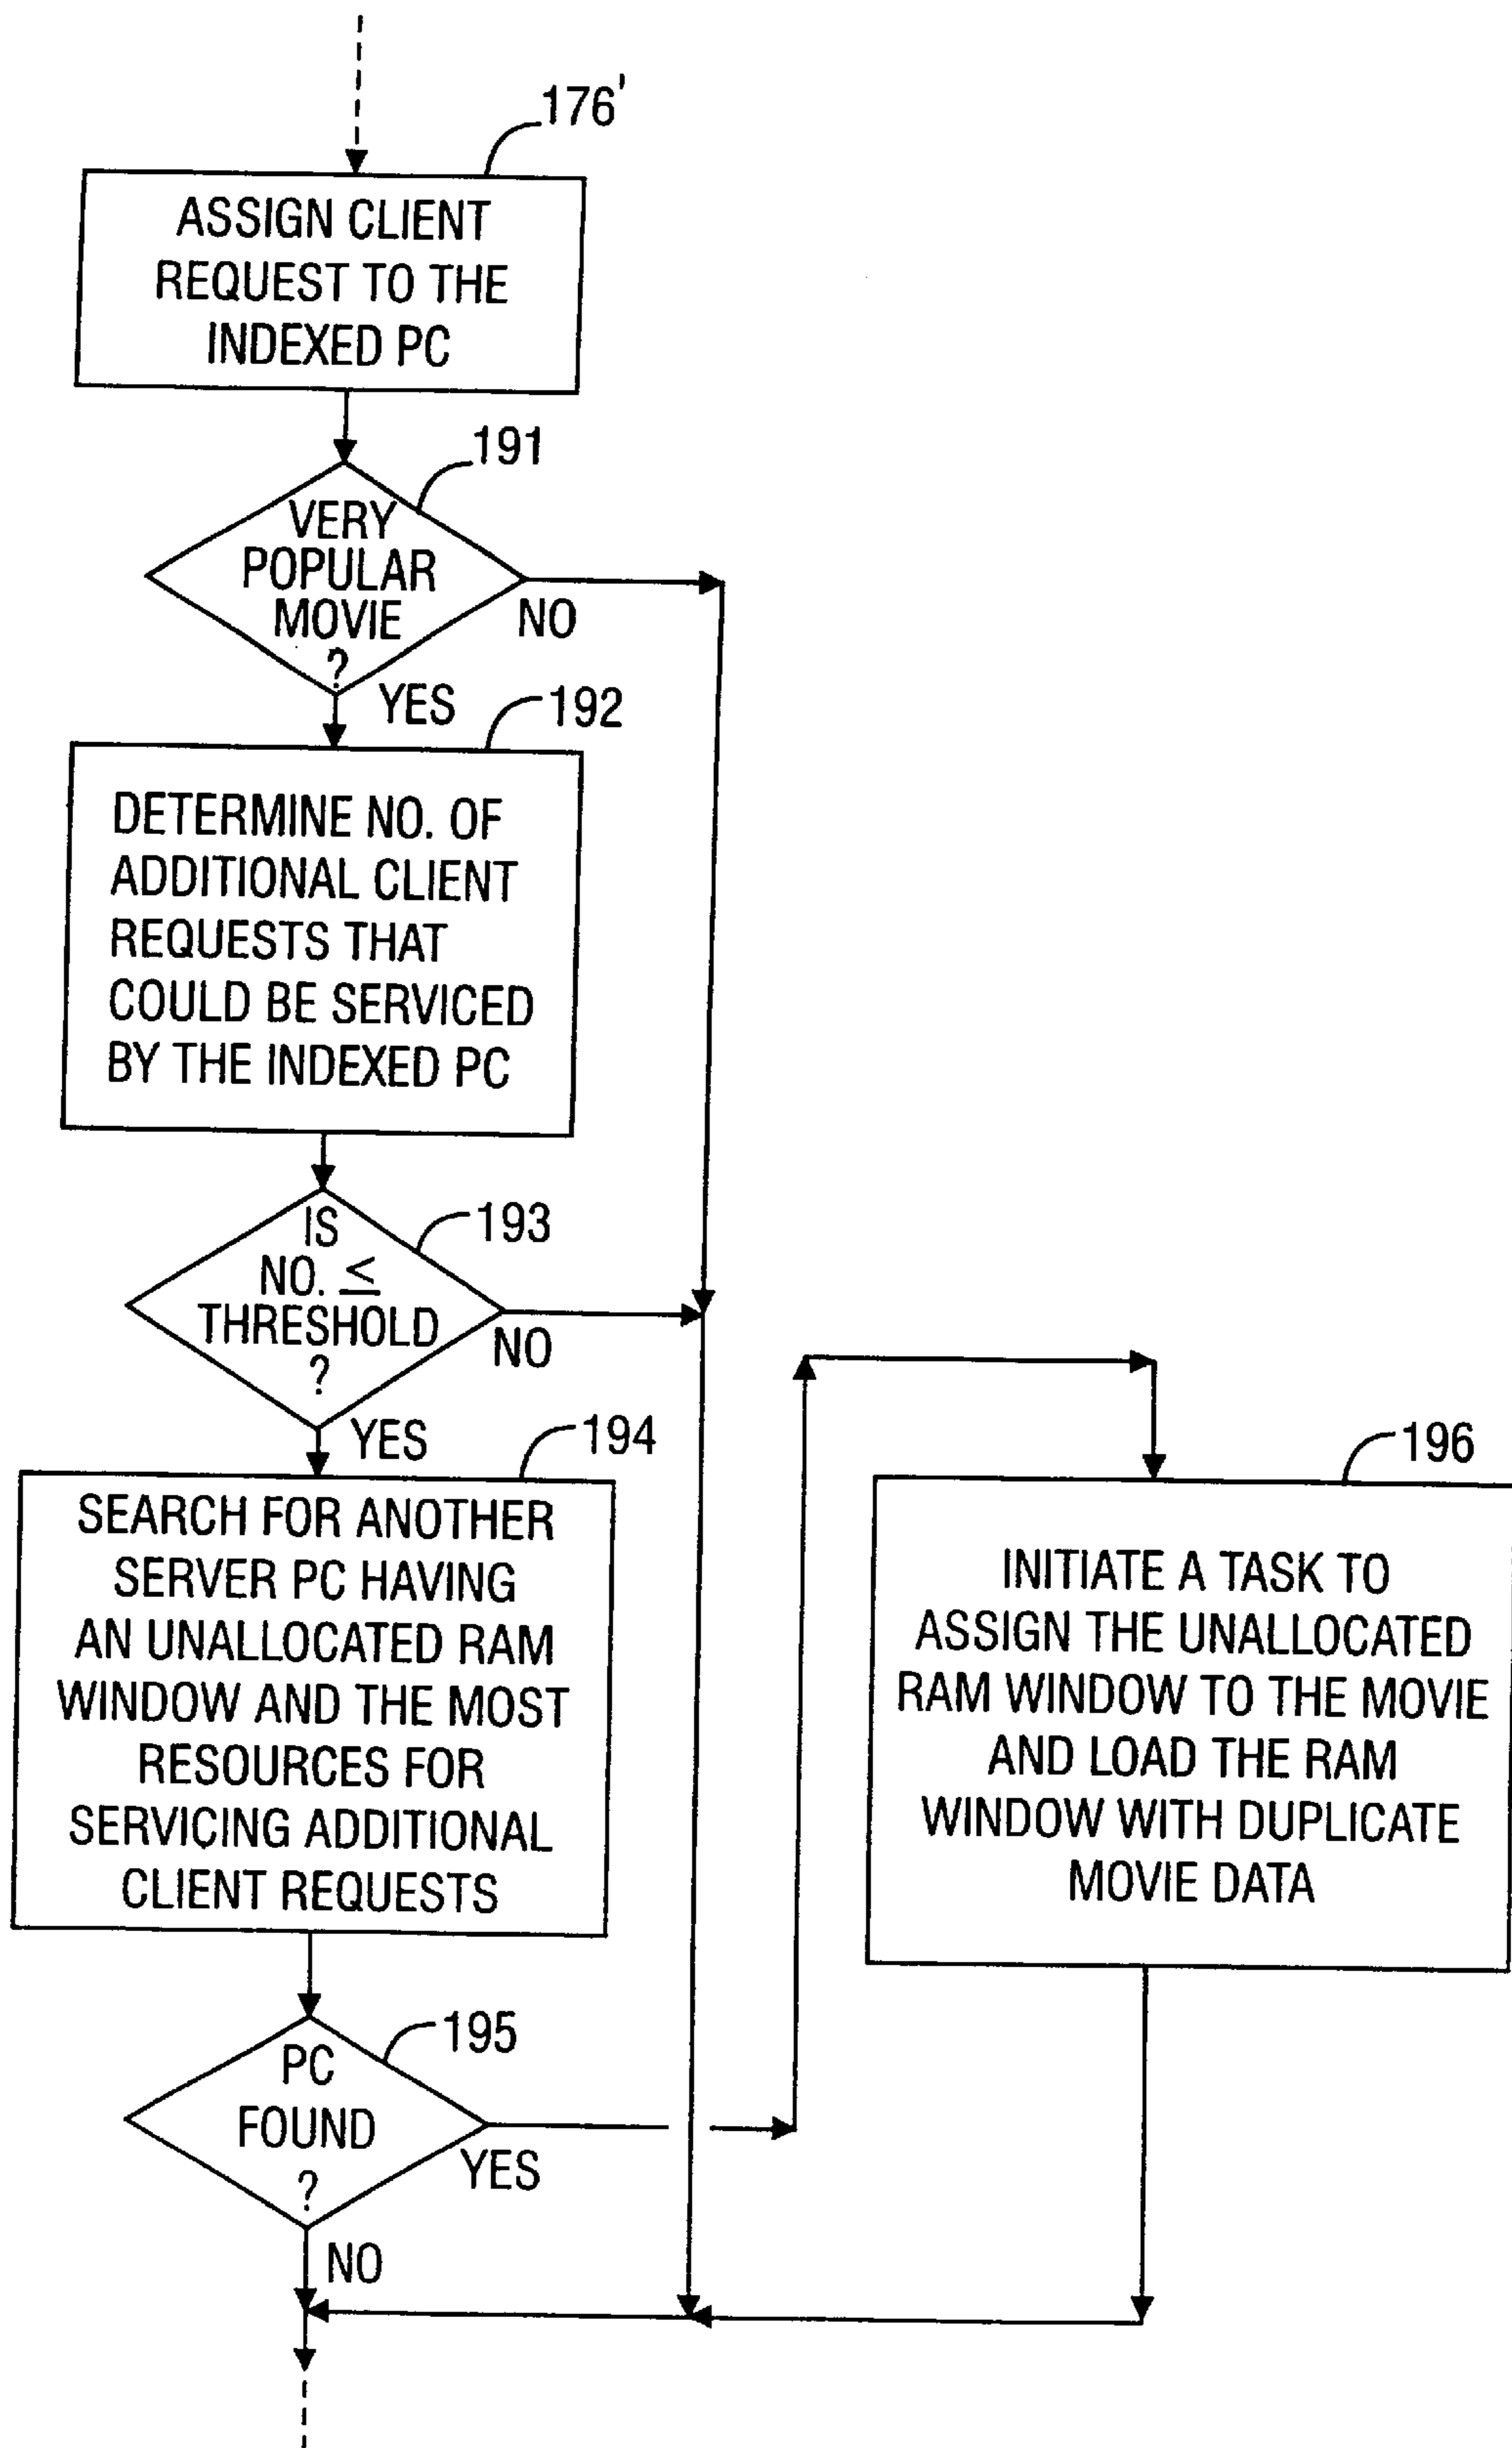 176'
ASSIGN CLIENT
REQUEST TO THE
INDEXED PC
191
VERY
POPULAR
MOVIE
?
NO
YES
192
DETERMINE NO. OF
ADDITIONAL CLIENT
REQUESTS THAT
COULD BE SERVICED
BY THE INDEXED PC
193
IS
NO. ≤
THRESHOLD
?
NO
YES
194
SEARCH FOR ANOTHER
SERVER PC HAVING
AN UNALLOCATED RAM
WINDOW AND THE MOST
RESOURCES FOR
SERVICING ADDITIONAL
CLIENT REQUESTS
195
PC
FOUND
?
YES
NO
196
INITIATE A TASK TO
ASSIGN THE UNALLOCATED
RAM WINDOW TO THE MOVIE
AND LOAD THE RAM
WINDOW WITH DUPLICATE
MOVIE DATA